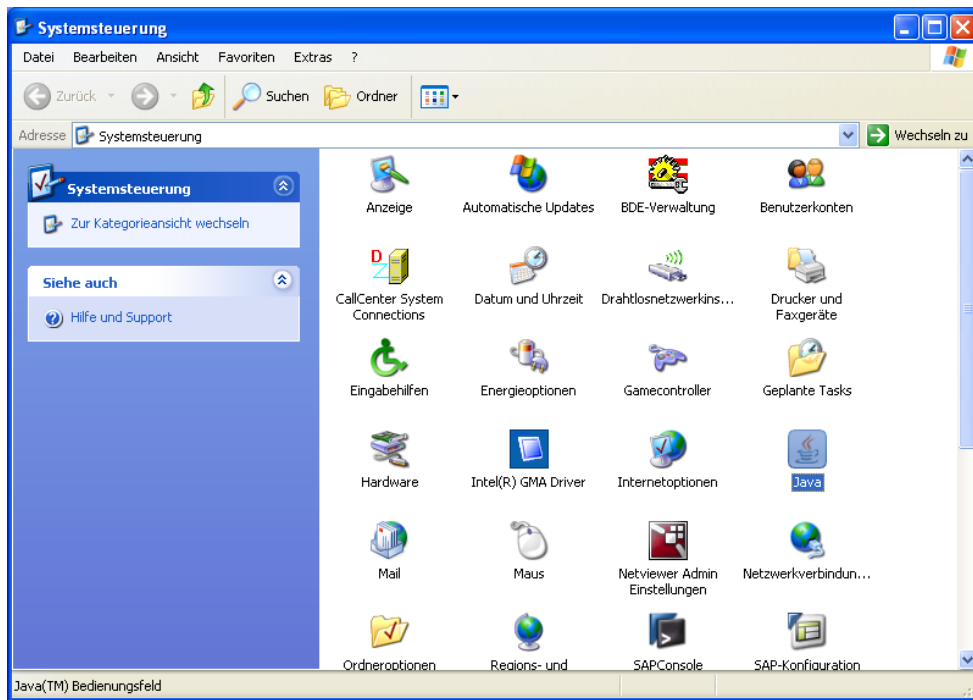 Systemsteuerung
Datei Bearbeiten Ansicht Favoriten Extras ?
Zurück Suchen Ordner
Adresse Systemsteuerung Wechseln zu
Systemsteuerung
Zur Kategorieansicht wechseln
Siehe auch
Hilfe und Support
Anzeige Automatische Updates BDE-Verwaltung Benutzerkonten
CallCenter System Datum und Uhrzeit Drahtlosnetzwerkins... Drucker und
Connections Faxgeräte
Eingabehilfen Energieoptionen Gamecontroller Geplante Tasks
Hardware Intel(R) GMA Driver Internetoptionen Java
Mail Maus Netviewer Admin Netzwerkverbindun...
Einstellungen
Ordneroptionen Regions- und SAPConsole SAP-Konfiguration
Java(TM) Bedienungsfeld